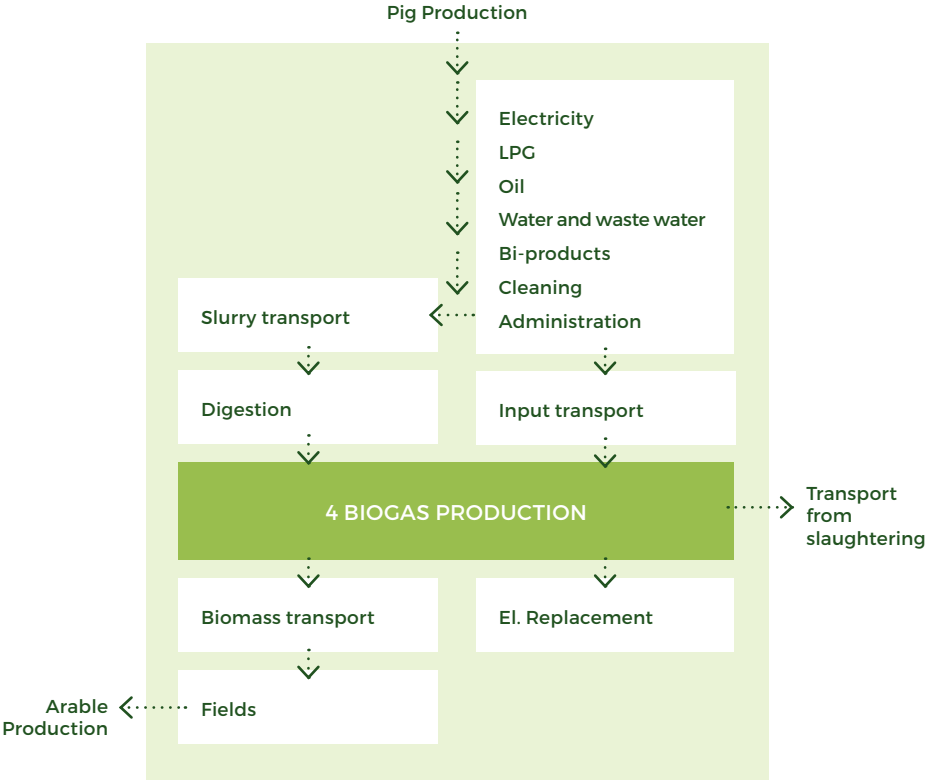 Pig Production
Electricity
LPG
Oil
Water and waste water
Bi-products
Cleaning
Administration
Slurry transport
Digestion
Input transport
4 BIOGAS PRODUCTION
Transport
from
slaughtering
Biomass transport
El. Replacement
Fields
Arable
Production